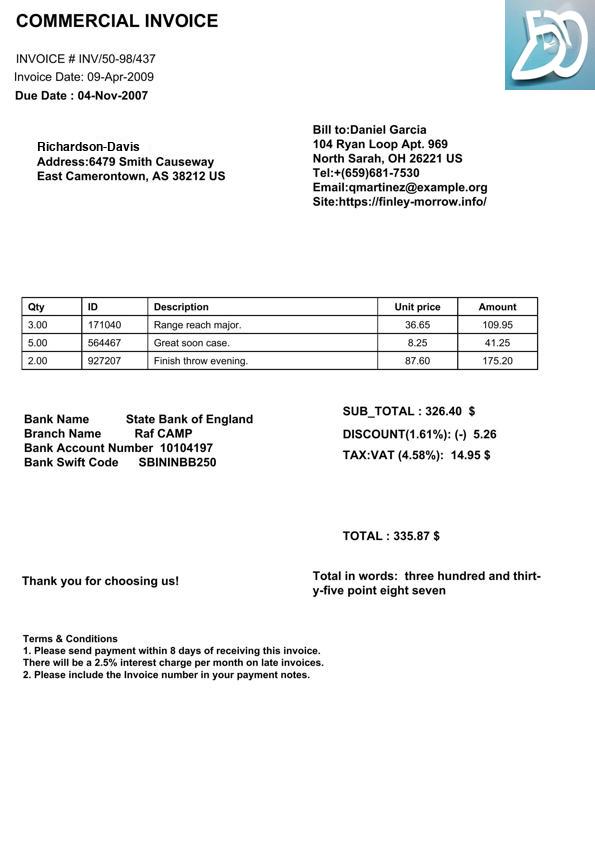 COMMERCIAL INVOICE
INVOICE # INV/50-98/437
Invoice Date: 09-Apr-2009
Due Date : 04-Nov-2007
Richardson-Davis
Address:6479 Smith Causeway
East Camerontown, AS 38212 US
Bill to:Daniel Garcia
104 Ryan Loop Apt. 969
North Sarah, OH 26221 US
Tel:+(659)681-7530
Email:qmartinez@example.org
Site:https://finley-morrow.info/
Qty ID Description Unit price Amount
3.00 171040 Range reach major. 36.65 109.95
5.00 564467 Great soon case. 8.25 41.25
2.00 927207 Finish throw evening. 87.60 175.20
Bank Name State Bank of England
Branch Name Raf CAMP
Bank Account Number 10104197
Bank Swift Code SBININBB250
SUB_TOTAL : 326.40 $
DISCOUNT(1.61%): (-) 5.26
TAX:VAT (4.58%): 14.95 $
TOTAL : 335.87 $
Thank you for choosing us!
Total in words: three hundred and thirt-
y-five point eight seven
Terms & Conditions
1. Please send payment within 8 days of receiving this invoice.
There will be a 2.5% interest charge per month on late invoices.
2. Please include the Invoice number in your payment notes.